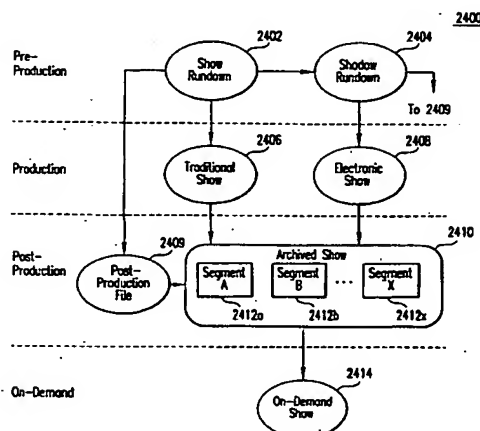 2400
2402
2404
Pre-
Production
Show
Rundown
Shadow
Rundown
To 2409
2406
2408
Production
Traditional
Show
Electronic
Show
2409
2410
Post-
Production
Post-
Production
File
Archived Show
Segment
A
Segment
B
...
Segment
X
2412a
2412b
2412x
2414
On-Demand
On-Demand
Show